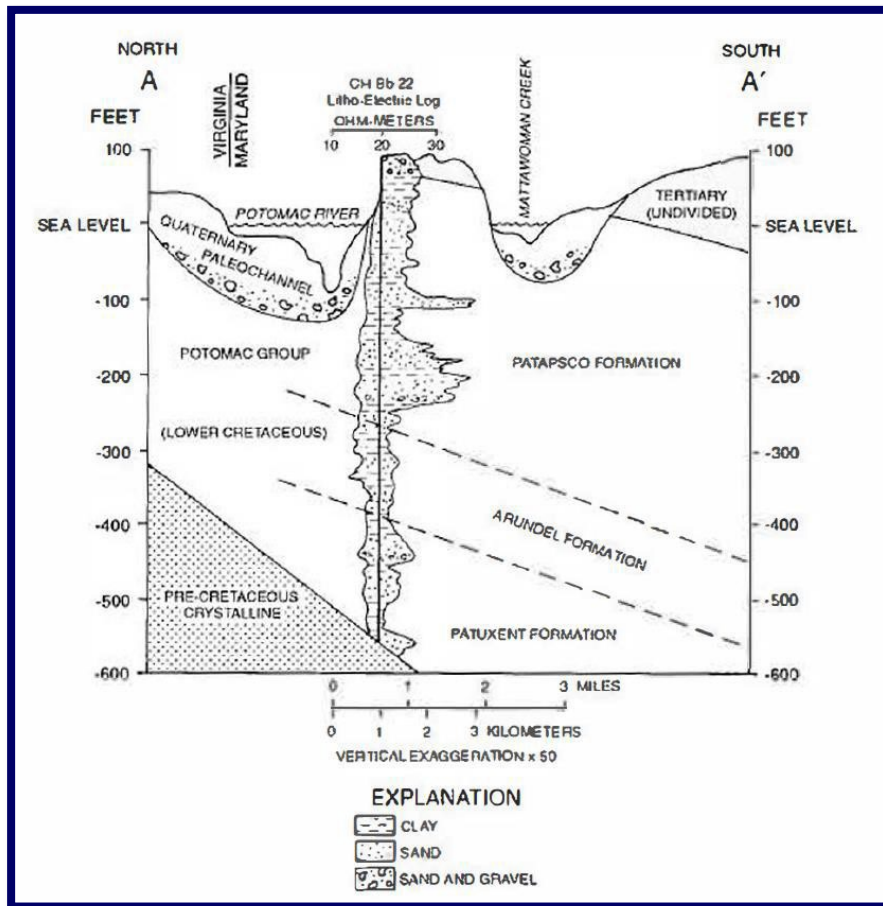 NORTH
A
SOUTH
A′
FEET
FEET
VIRGINIA
MARYLAND
CH Bb 22
Litho-Electric Log
OHM-METERS
10 20 30
MATTAWOMAN CREEK
100
SEA LEVEL
-100
-200
-300
-400
-500
-600
100
SEA LEVEL
-100
-200
-300
-400
-500
-600
POTOMAC RIVER
QUATERNARY
PALEOCHANNEL
TERTIARY
(UNDIVIDED)
POTOMAC GROUP
(LOWER CRETACEOUS)
PATAPSCO FORMATION
ARUNDEL FORMATION
PATUXENT FORMATION
PRE-CRETACEOUS
CRYSTALLINE
0 1 2 3 MILES
0 1 2 3 KILOMETERS
VERTICAL EXAGGERATION x 50
EXPLANATION
CLAY
SAND
SAND AND GRAVEL